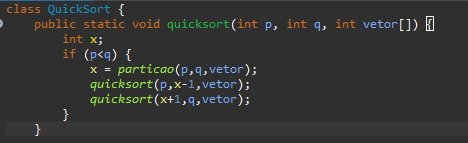 class QuickSort {
public static void quicksort(int p, int q, int vetor[]) {
int x;
if (p<q) {
x = particao(p,q,vetor);
quicksort(p,x-1,vetor);
quicksort(x+1,q,vetor);
}
}